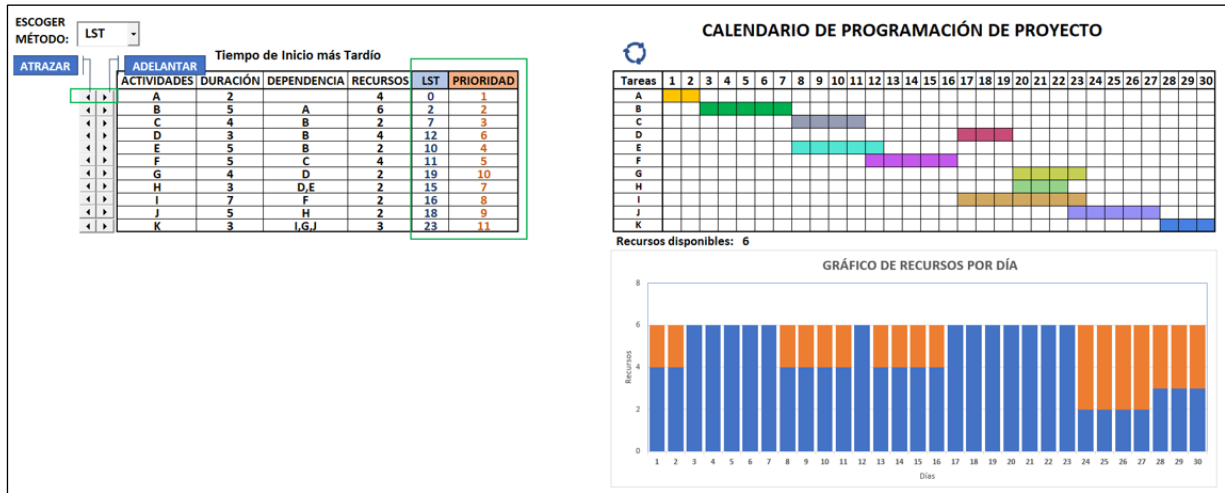 ESCOGER
MÉTODO: LST
ATRAZAR ADELANTAR Tiempo de Inicio más Tardío
ACTIVIDADES DURACIÓN DEPENDENCIA RECURSOS LST PRIORIDAD
A 2 4 0 1
B 5 A 6 2 2
C 4 B 2 7 3
D 3 B 4 12 6
E 5 B 2 10 4
F 5 C 4 11 5
G 4 D 2 19 10
H 3 D,E 2 15 7
I 7 F 2 16 8
J 5 H 2 18 9
K 3 I,G,J 3 23 11
CALENDARIO DE PROGRAMACIÓN DE PROYECTO
Tareas 1 2 3 4 5 6 7 8 9 10 11 12 13 14 15 16 17 18 19 20 21 22 23 24 25 26 27 28 29 30
A
B
C
D
E
F
G
H
I
J
K
Recursos disponibles: 6
GRÁFICO DE RECURSOS POR DÍA
8
6
4
2
0
Recursos
1 2 3 4 5 6 7 8 9 10 11 12 13 14 15 16 17 18 19 20 21 22 23 24 25 26 27 28 29 30
Días